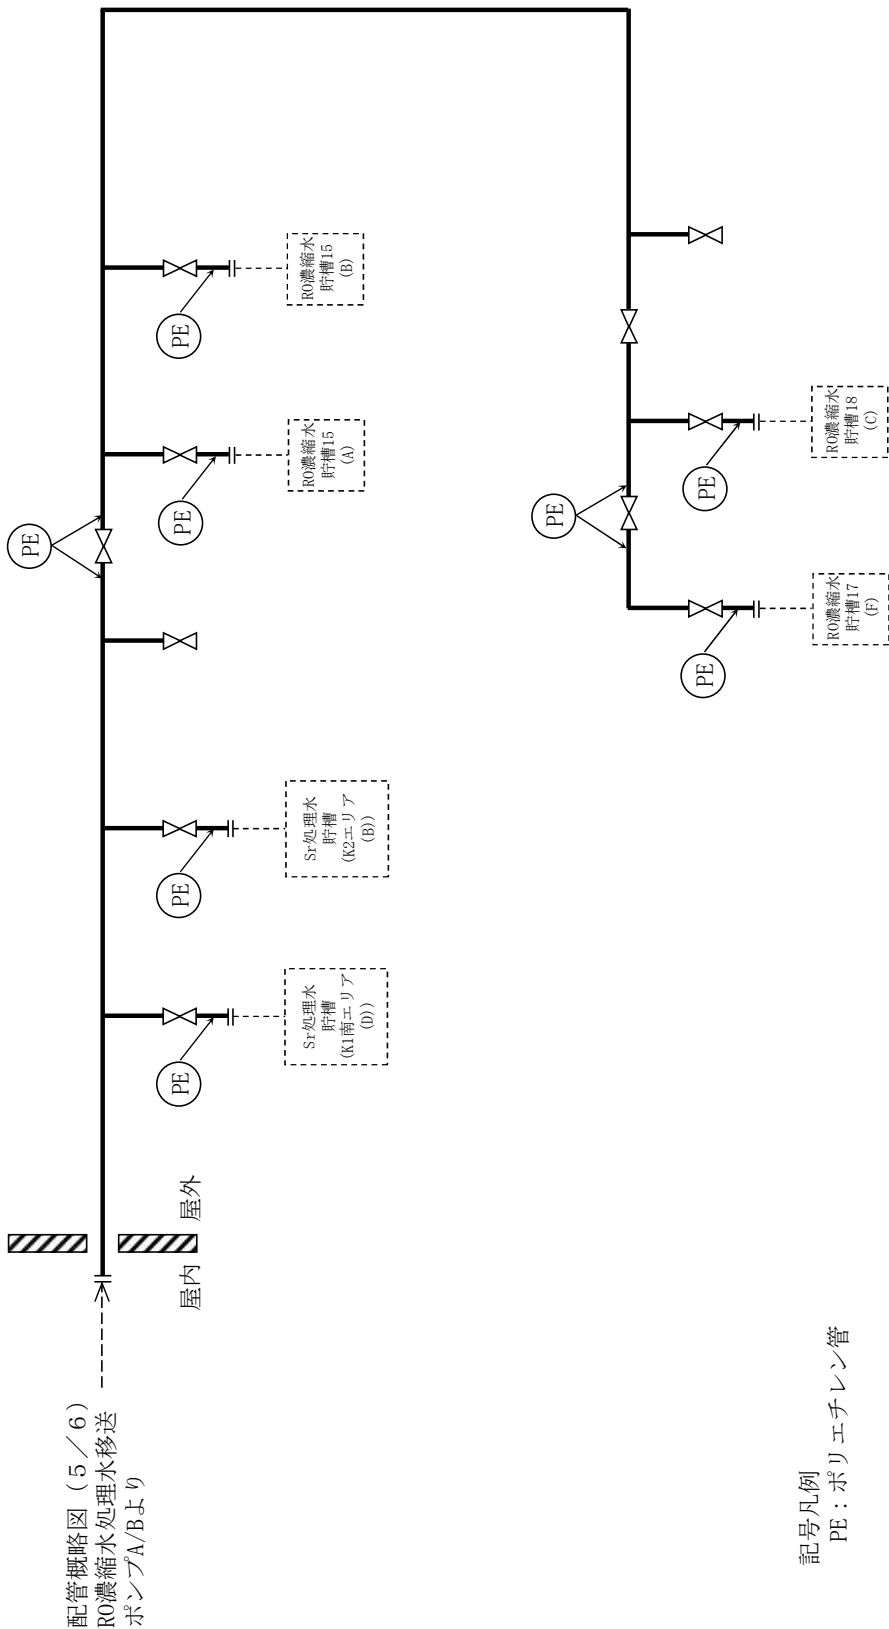 PE
配管概略図（５／６）
RO濃縮水処理水移送
ポンプA/Bより
屋内
屋外
PE
PE
PE
PE
Sr処理水
貯槽
(K1南エリア
(D))
Sr処理水
貯槽
(K2エリア
(B))
RO濃縮水
貯槽15
(A)
RO濃縮水
貯槽15
(B)
PE
PE
PE
RO濃縮水
貯槽17
(F)
RO濃縮水
貯槽18
(C)
記号凡例
PE：ポリエチレン管